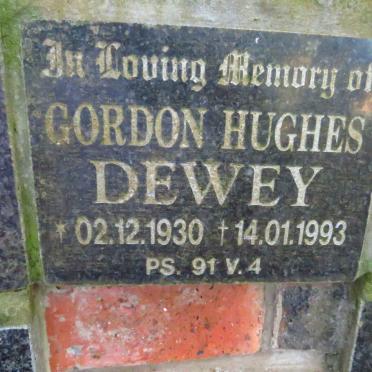 In Loving Memory of
GORDON HUGHES
DEWEY
* 02.12.1930 † 14.01.1993
PS. 91 V. 4